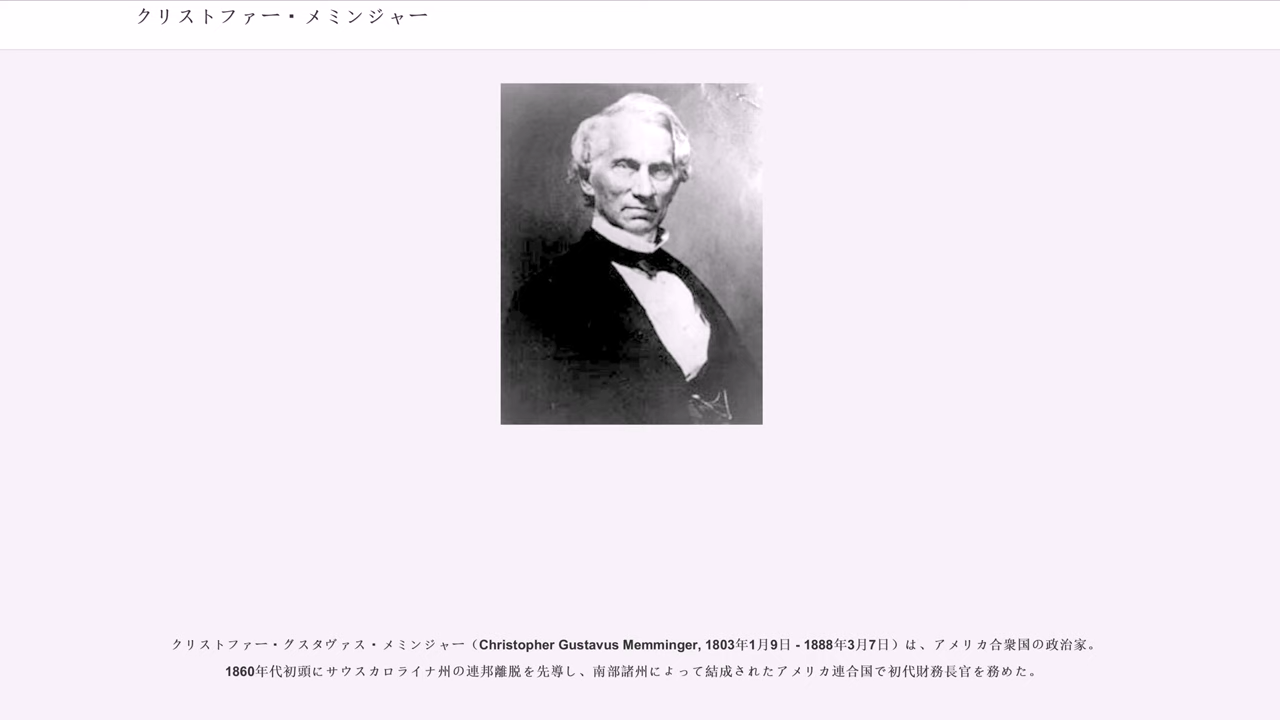 クリストファー・メミンジャー
クリストファー・グスタヴァス・メミンジャー（Christopher Gustavus Memminger, 1803年1月9日 - 1888年3月7日）は、アメリカ合衆国の政治家。
1860年代初頭にサウスカロライナ州の連邦離脱を先導し、南部諸州によって結成されたアメリカ連合国で初代財務長官を務めた。